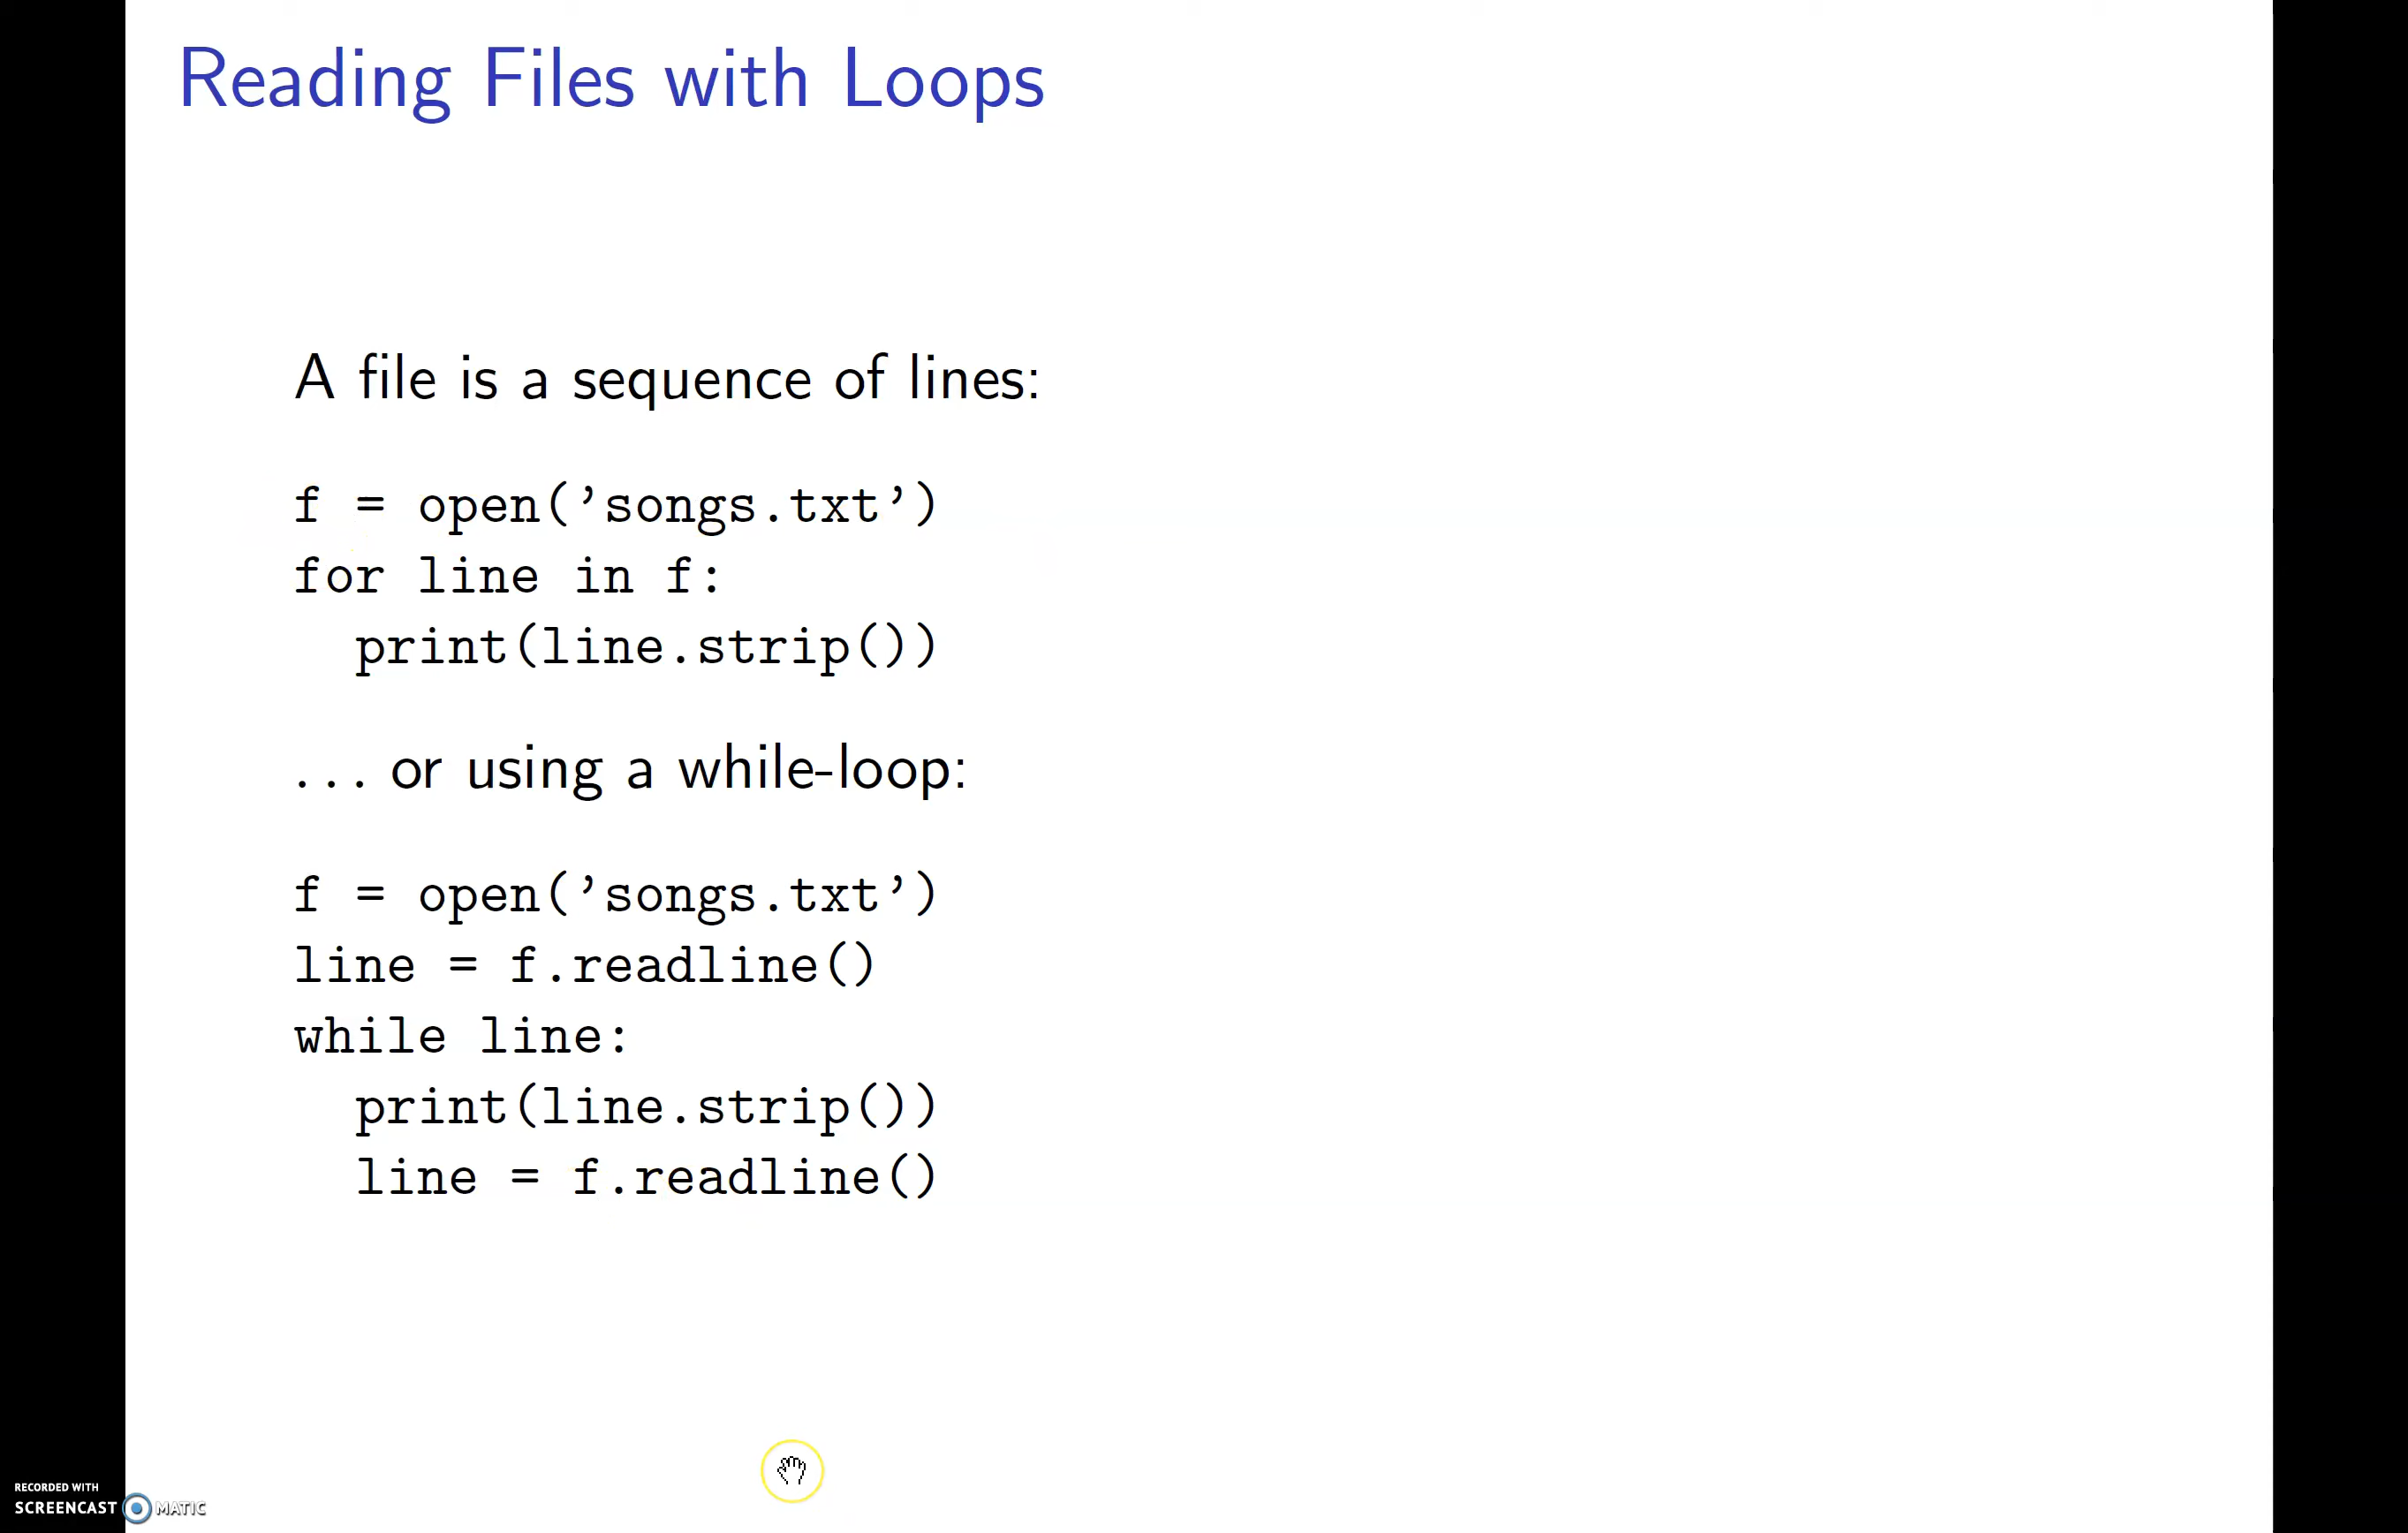 Reading Files with Loops
A file is a sequence of lines:
f = open(’songs.txt’)
for line in f:
  print(line.strip())
... or using a while-loop:
f = open(’songs.txt’)
line = f.readline()
while line:
  print(line.strip())
  line = f.readline()
RECORDED WITH
SCREENCAST MATIC